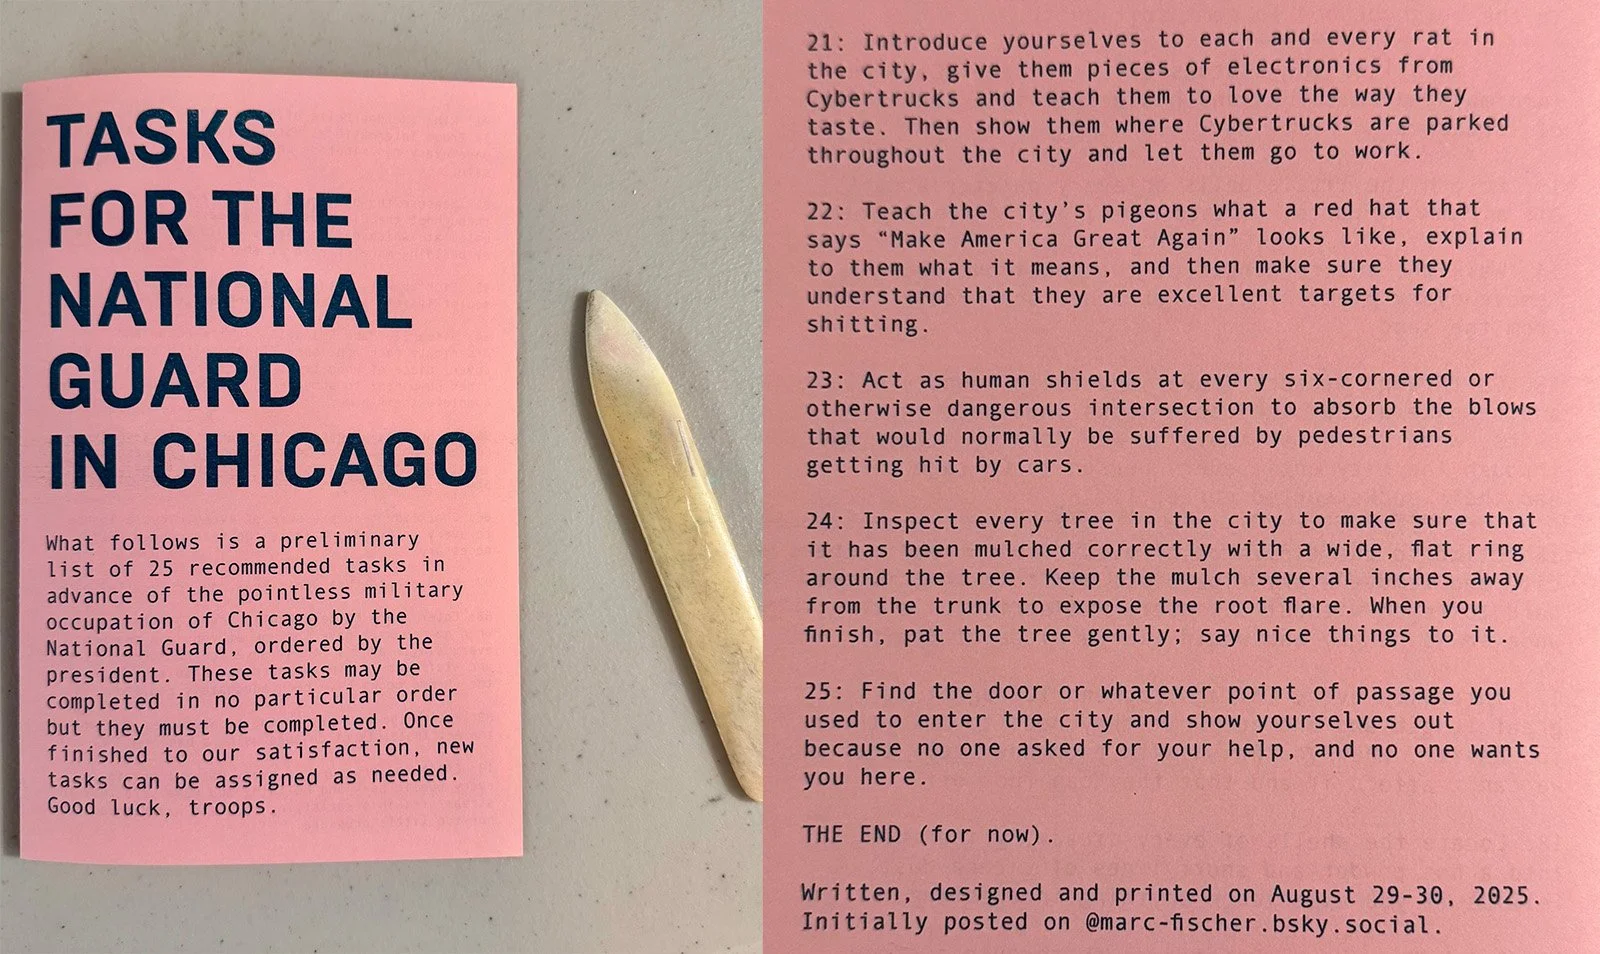 TASKS
FOR THE
NATIONAL
GUARD
IN CHICAGO
What follows is a preliminary
list of 25 recommended tasks in
advance of the pointless military
occupation of Chicago by the
National Guard, ordered by the
president. These tasks may be
completed in no particular order
but they must be completed. Once
finished to our satisfaction, new
tasks can be assigned as needed.
Good luck, troops.
21: Introduce yourselves to each and every rat in
the city, give them pieces of electronics from
Cybertrucks and teach them to love the way they
taste. Then show them where Cybertrucks are parked
throughout the city and let them go to work.
22: Teach the city’s pigeons what a red hat that
says “Make America Great Again” looks like, explain
to them what it means, and then make sure they
understand that they are excellent targets for
shitting.
23: Act as human shields at every six-cornered or
otherwise dangerous intersection to absorb the blows
that would normally be suffered by pedestrians
getting hit by cars.
24: Inspect every tree in the city to make sure that
it has been mulched correctly with a wide, flat ring
around the tree. Keep the mulch several inches away
from the trunk to expose the root flare. When you
finish, pat the tree gently; say nice things to it.
25: Find the door or whatever point of passage you
used to enter the city and show yourselves out
because no one asked for your help, and no one wants
you here.
THE END (for now).
Written, designed and printed on August 29-30, 2025.
Initially posted on @marc-fischer.bsky.social.